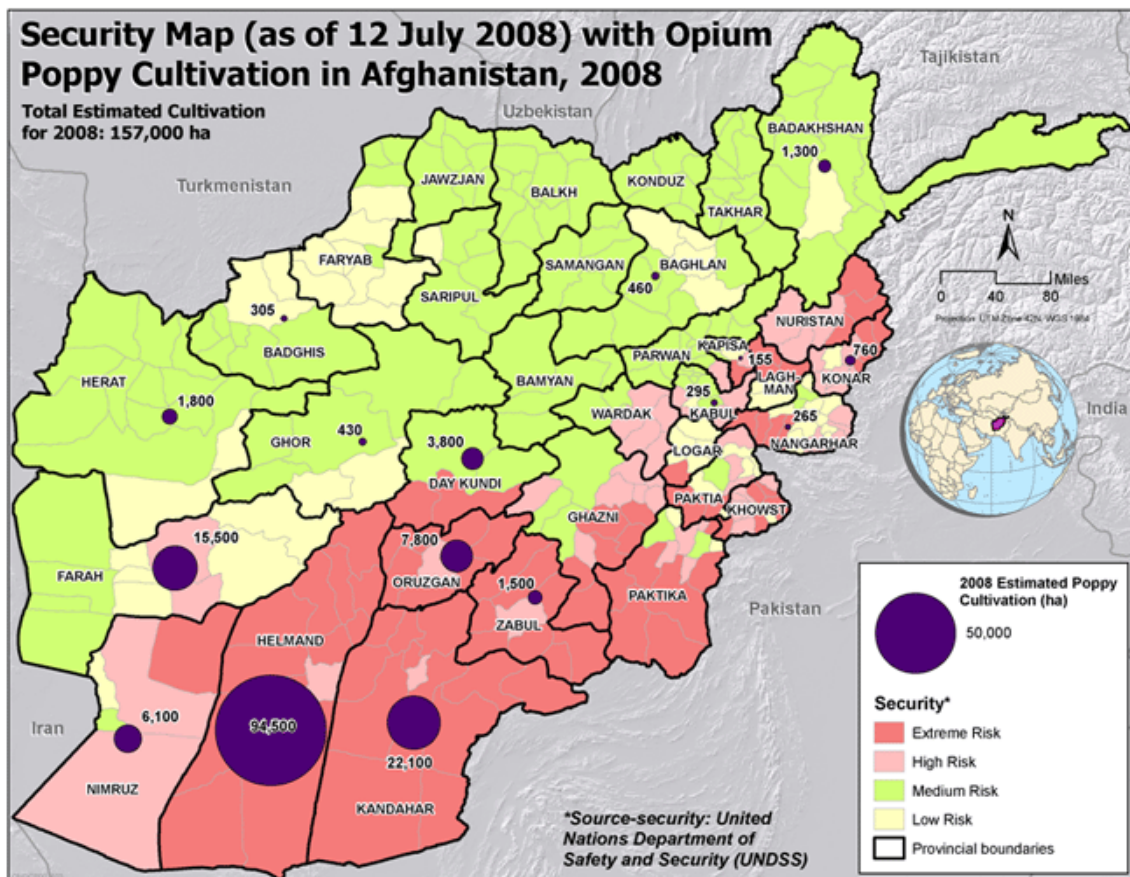 Security Map (as of 12 July 2008) with Opium
Poppy Cultivation in Afghanistan, 2008
Total Estimated Cultivation
for 2008: 157,000 ha
Tajikistan
Uzbekistan
Turkmenistan
BADAKHSHAN
1,300
JAWZJAN
BALKH
KONDUZ
TAKHAR
N
FARYAB
SAMANGAN
BAGHLAN
460
SARIPUL
Miles
0 40 80
Projection: UTM Zone 42N, WGS 1984
305
BADGHIS
NURISTAN
KAPISA
155
760
PARWAN
LAGH-
MAN
KONAR
HERAT
1,800
BAMYAN
295
KABUL
WARDAK
265
NANGARHAR
India
GHOR
430
3,800
DAY KUNDI
LOGAR
PAKTIA
KHOWST
GHAZNI
15,500
7,800
FARAH
ORUZGAN
1,500
PAKTIKA
ZABUL
Pakistan
HELMAND
Iran
6,100
94,500
22,100
NIMRUZ
KANDAHAR
*Source-security: United
Nations Department of
Safety and Security (UNDSS)
2008 Estimated Poppy
Cultivation (ha)
50,000
Security*
Extreme Risk
High Risk
Medium Risk
Low Risk
Provincial boundaries